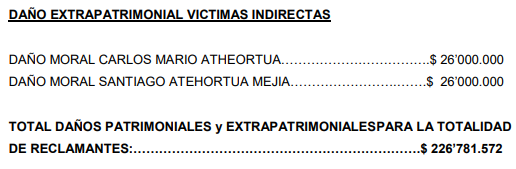 DAÑO EXTRAPATRIMONIAL VICTIMAS INDIRECTAS
DAÑO MORAL CARLOS MARIO ATHEORTUA……………………………$ 26’000.000
DAÑO MORAL SANTIAGO ATEHORTUA MEJIA………………………….$ 26’000.000
TOTAL DAÑOS PATRIMONIALES y EXTRAPATRIMONIALESPARA LA TOTALIDAD
DE RECLAMANTES:…………………………………………………………$ 226’781.572